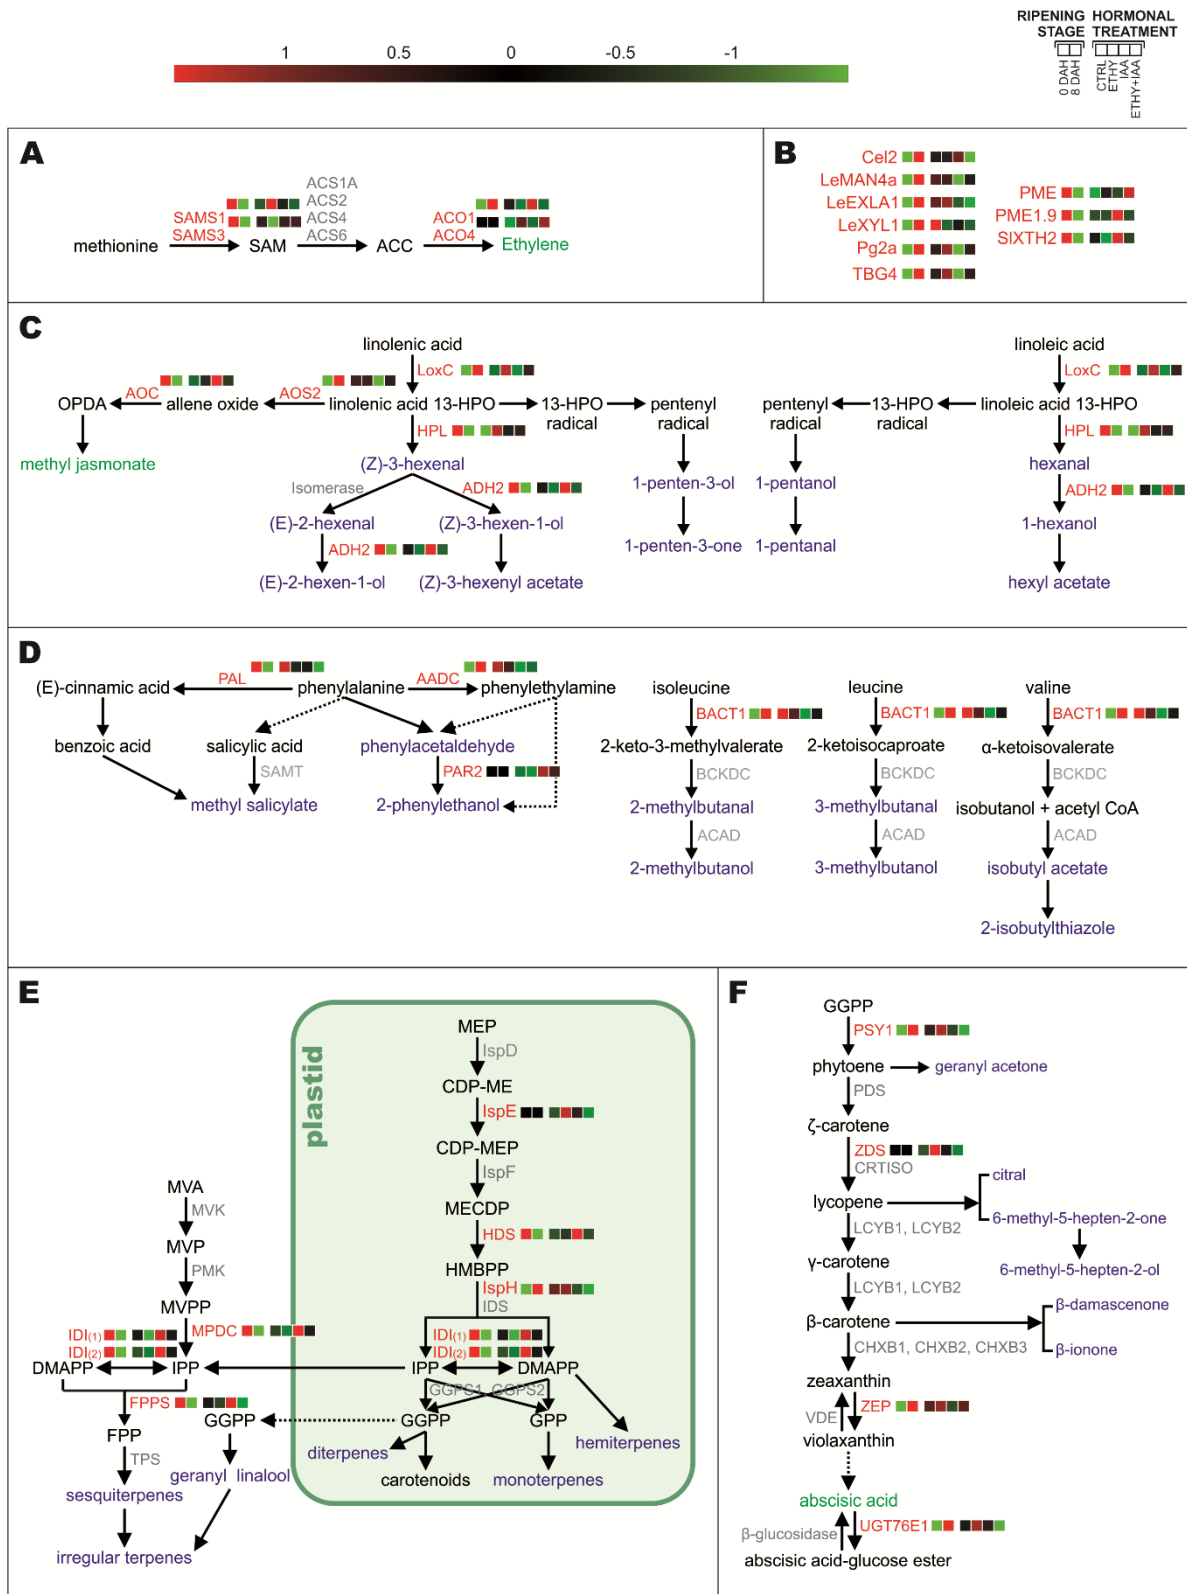 RIPENING HORMONAL
STAGE TREATMENT
1 0.5 0 -0.5 -1
0 DAH
8 DAH
CTRL
ETHY
IAA
ETHY+IAA
A
ACS1A
ACS2
SAMS1 ACS4 ACO1
SAMS3 ACS6 ACO4
methionine SAM ACC Ethylene
B
Cel2
LeMAN4a
LeEXLA1
LeXYL1
Pg2a
TBG4
PME
PME1.9
SlXTH2
C
linolenic acid linoleic acid
LoxC LoxC
AOC AOS2
OPDA allene oxide linolenic acid 13-HPO 13-HPO radical pentenyl radical pentenyl radical 13-HPO radical linoleic acid 13-HPO
HPL HPL
methyl jasmonate (Z)-3-hexenal hexanal
Isomerase ADH2 1-penten-3-ol 1-pentanol ADH2
(E)-2-hexenal (Z)-3-hexen-1-ol 1-hexanol
ADH2 1-penten-3-one 1-pentanal
(E)-2-hexen-1-ol (Z)-3-hexenyl acetate hexyl acetate
D
PAL AADC
(E)-cinnamic acid phenylalanine phenylethylamine isoleucine leucine valine
BACT1 BACT1 BACT1
benzoic acid salicylic acid phenylacetaldehyde 2-keto-3-methylvalerate 2-ketoisocaproate α-ketoisovalerate
SAMT PAR2 BCKDC BCKDC BCKDC
methyl salicylate 2-phenylethanol 2-methylbutanal 3-methylbutanal isobutanol + acetyl CoA
ACAD ACAD ACAD
2-methylbutanol 3-methylbutanol isobutyl acetate
2-isobutylthiazole
E
plastid
MEP
IspD
CDP-ME
IspE
CDP-MEP
IspF
MECDP
HDS
HMBPP
IspH
IDS
MVA
MVK
MVP
PMK
MVPP
IDI(1) MPDC IDI(1)
IDI(2) IDI(2)
DMAPP IPP IPP DMAPP
GGPS1, GGPS2
FPPS
FPP GGPP GGPP GPP
TPS
hemiterpenes
diterpenes
sesquiterpenes geranyl linalool carotenoids monoterpenes
irregular terpenes
F
GGPP
PSY1
phytoene geranyl acetone
PDS
ζ-carotene
ZDS
CRTISO
citral
lycopene
6-methyl-5-hepten-2-one
LCYB1, LCYB2
γ-carotene 6-methyl-5-hepten-2-ol
LCYB1, LCYB2
β-damascenone
β-carotene
CHXB1, CHXB2, CHXB3 β-ionone
zeaxanthin
VDE ZEP
violaxanthin
abscisic acid
β-glucosidase UGT76E1
abscisic acid-glucose ester